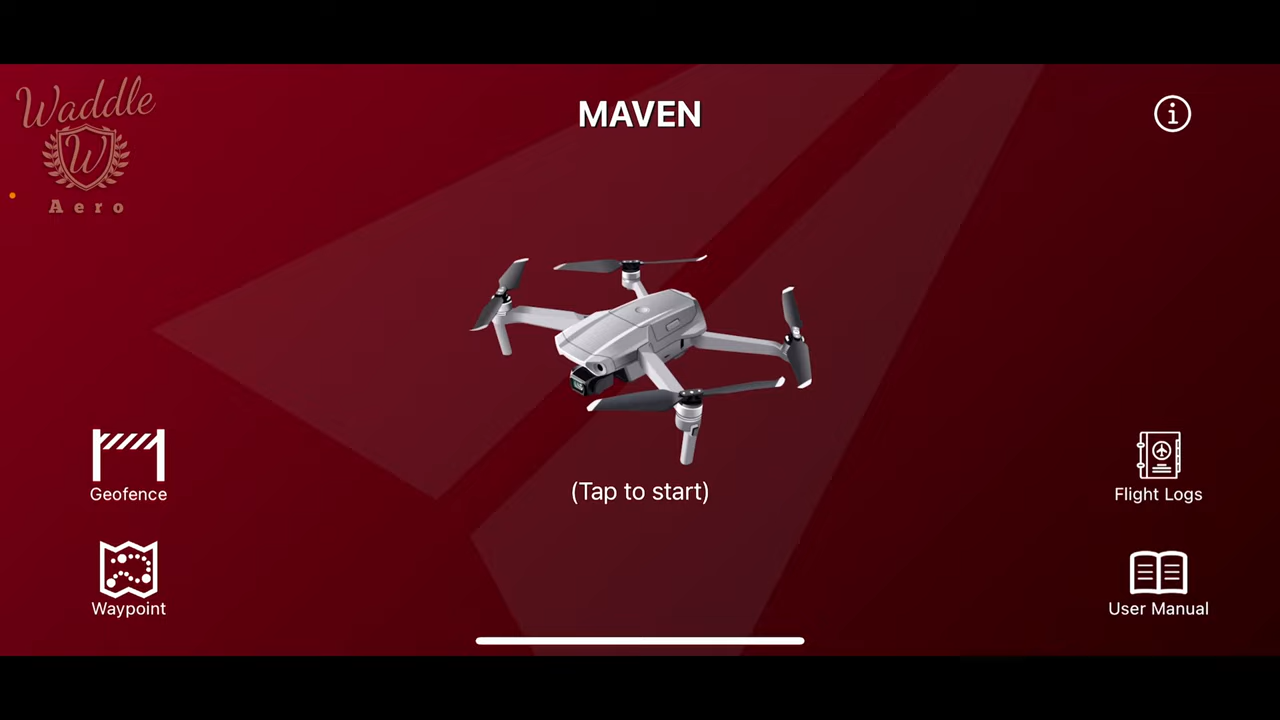 Waddle
W
Aero
MAVEN
(Tap to start)
Geofence
Waypoint
Flight Logs
User Manual